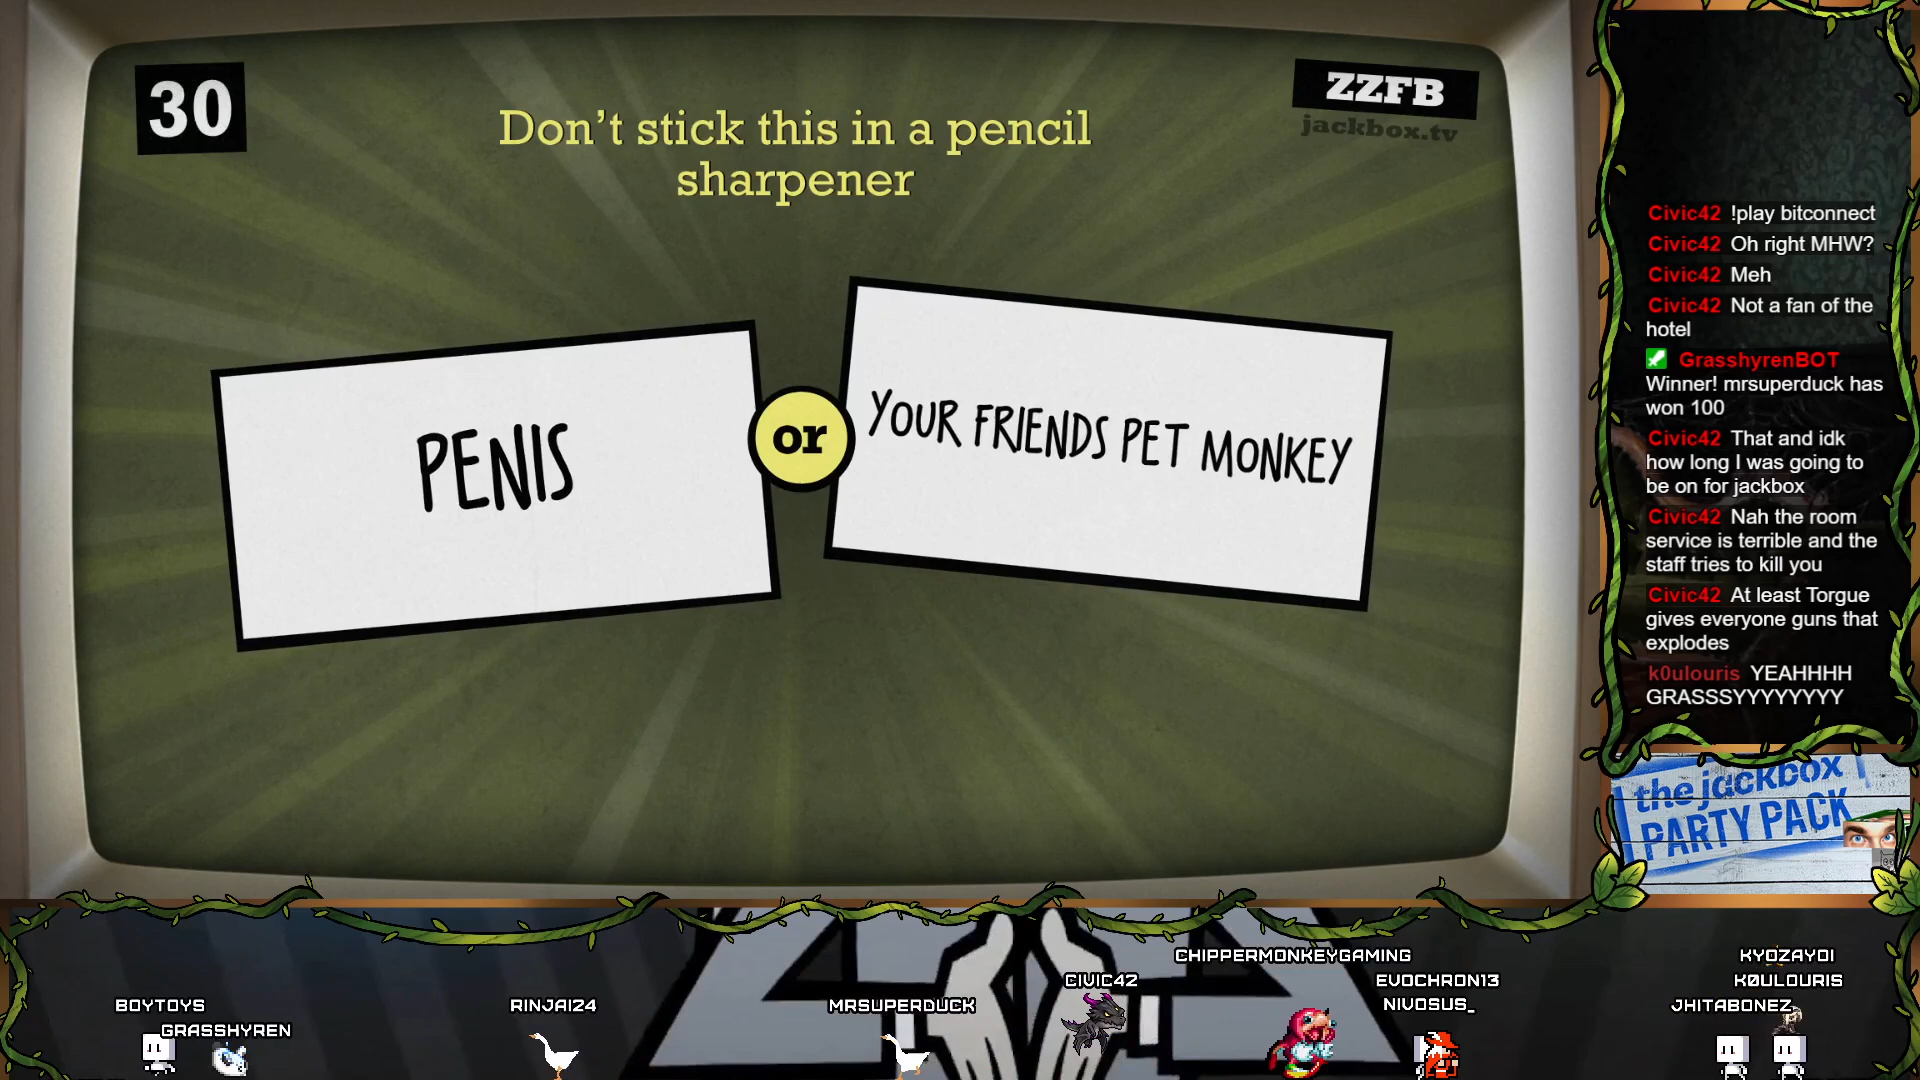 30
Don't stick this in a pencil
sharpener
ZZFB
jackbox.tv
PENIS
or
YOUR FRIENDS PET MONKEY
Civic42 !play bitconnect
Civic42 Oh right MHW?
Civic42 Meh
Civic42 Not a fan of the
hotel
GrasshyrenBOT
Winner! mrsuperduck has
won 100
Civic42 That and idk
how long I was going to
be on for jackbox
Civic42 Nah the room
service is terrible and the
staff tries to kill you
Civic42 At least Torgue
gives everyone guns that
explodes
k0ulouris YEAHHHH
GRASSSYYYYYYYY
the jackbox
PARTY PACK
BOYTOYS
GRASSHYREN
RINJAI24
MRSUPERDUCK
CIVIC42
CHIPPERMONKEYGAMING
EVOCHRON13
NIVOSUS_
KYOZAYOI
K0ULOURIS
JHITABONEZ